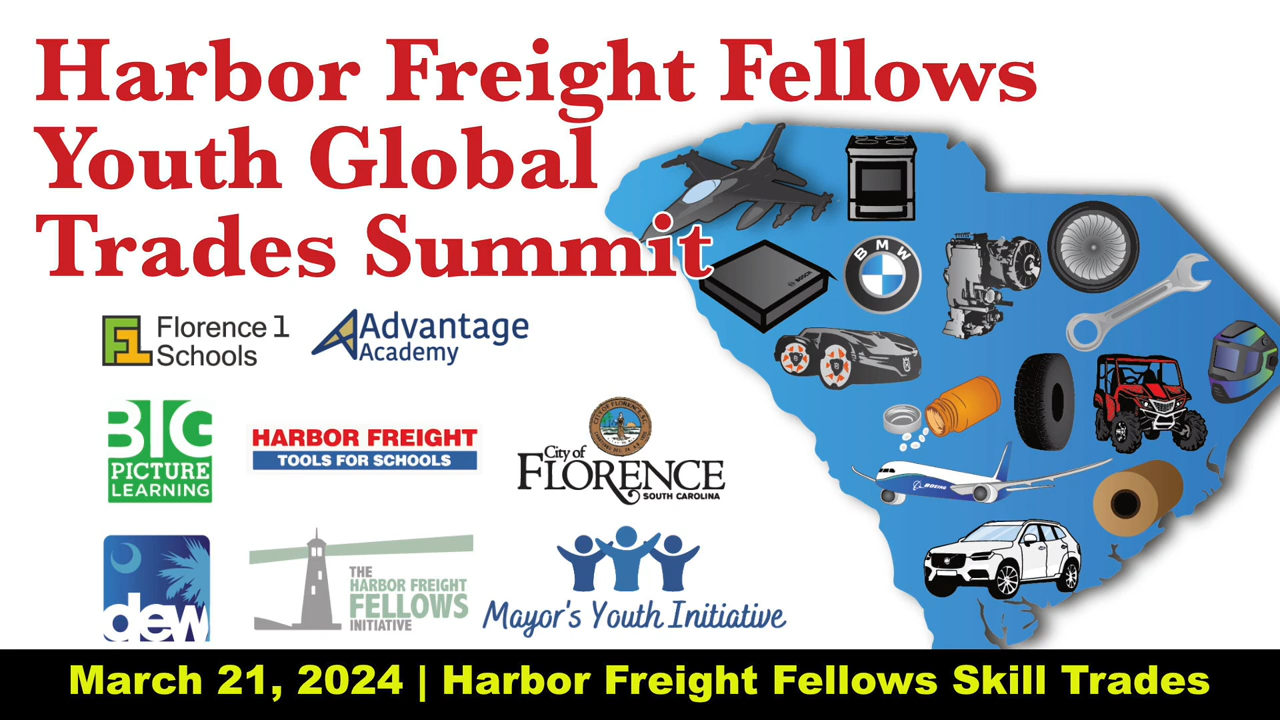 Harbor Freight Fellows
Youth Global
Trades Summit
Florence 1
Schools
Advantage
Academy
BIG
PICTURE
LEARNING
HARBOR FREIGHT
TOOLS FOR SCHOOLS
City of
FLORENCE
SOUTH CAROLINA
dew
THE
HARBOR FREIGHT
FELLOWS
INITIATIVE
Mayor's Youth Initiative
BOSCH
BMW
BOEING
March 21, 2024 | Harbor Freight Fellows Skill Trades